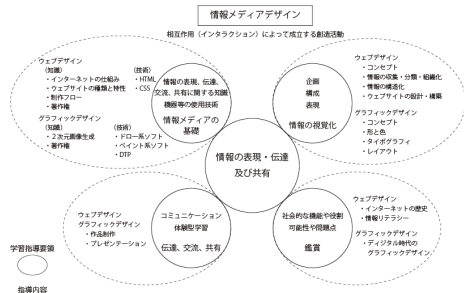 情報メディアデザイン
相互作用（インタラクション）によって成立する創造活動
ウェブデザイン
（知識）
・インターネットの仕組み
・ウェブサイトの種類と特性
・制作フロー
・著作権
（技術）
・HTML
・CSS
グラフィックデザイン
（知識）
・２次元画像生成
・著作権
（技術）
・ドロー系ソフト
・ペイント系ソフト
・DTP
情報の表現、伝達、
交流、共有に関する知識
機器等の使用技術
情報メディアの
基礎
企画
構成
表現
情報の視覚化
ウェブデザイン
・コンセプト
・情報の収集・分類・組織化
・情報の構造化
・ウェブサイトの設計・構築
グラフィックデザイン
・コンセプト
・形と色
・タイポグラフィ
・レイアウト
情報の表現・伝達
及び共有
ウェブデザイン
グラフィックデザイン
・作品制作
・プレゼンテーション
コミュニケーション
体験型学習
伝達、交流、共有
社会的な機能や役割
可能性や問題点
鑑賞
ウェブデザイン
・インターネットの歴史
・情報リテラシー
グラフィックデザイン
・ディジタル時代の
グラフィックデザイン
学習指導要領
指導内容